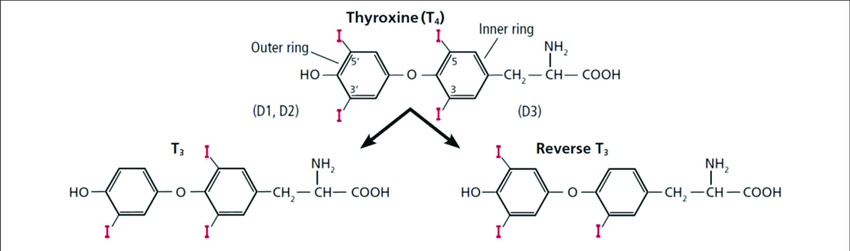 Thyroxine (T4)
Outer ring
Inner ring
I I NH2
5' 5
HO O CH2 CH COOH
3' 3
(D1, D2) I I (D3)
T3 Reverse T3
I NH2 I NH2
HO O CH2 CH COOH HO O CH2 CH COOH
I I I I